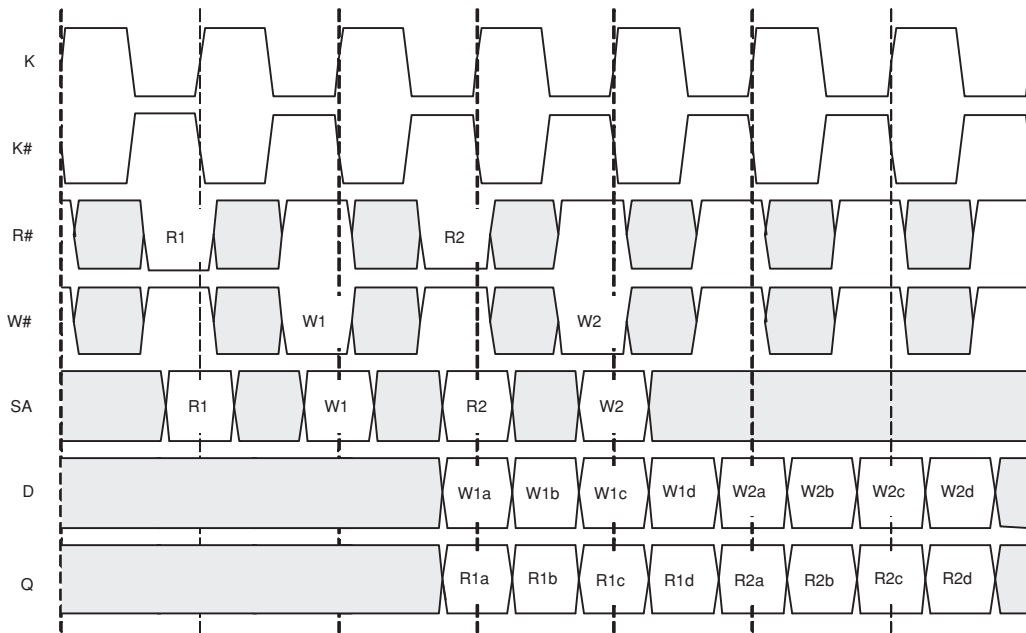 K
K#
R# R1 R2
W# W1 W2
SA R1 W1 R2 W2
D W1a W1b W1c W1d W2a W2b W2c W2d
Q R1a R1b R1c R1d R2a R2b R2c R2d